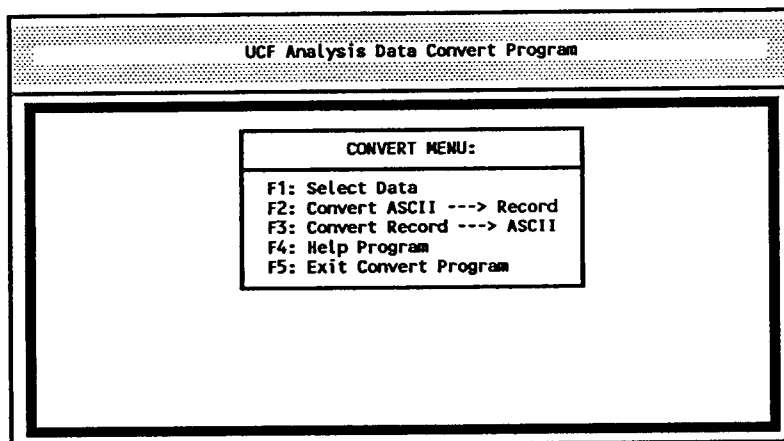 UCF Analysis Data Convert Program
CONVERT MENU:
F1: Select Data
F2: Convert ASCII ---> Record
F3: Convert Record ---> ASCII
F4: Help Program
F5: Exit Convert Program